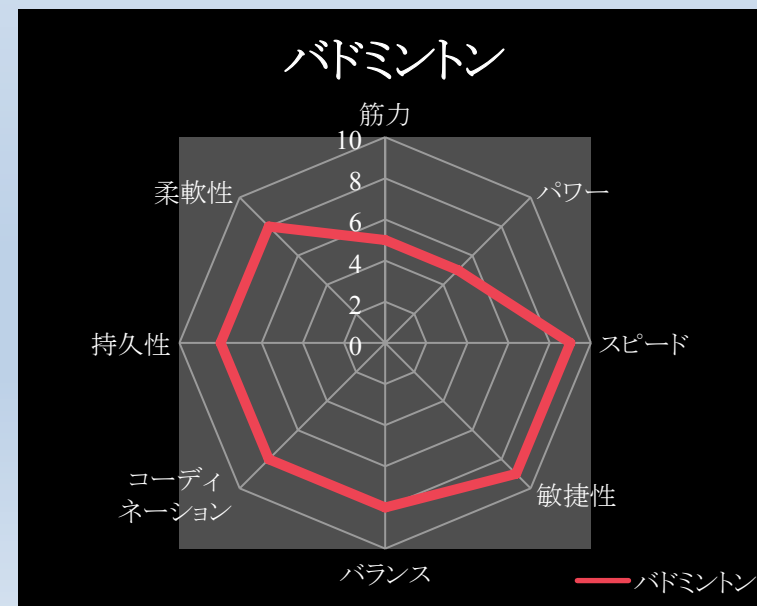 バドミントン
筋力
10
柔軟性
8
パワー
6
4
2
持久性
0
スピード
コーディ
ネーション
敏捷性
バランス
バドミントン